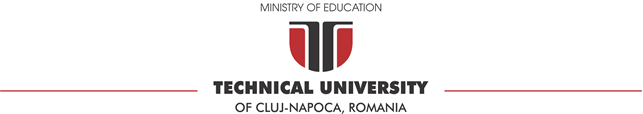 MINISTRY OF EDUCATION
TECHNICAL UNIVERSITY
OF CLUJ-NAPOCA, ROMANIA